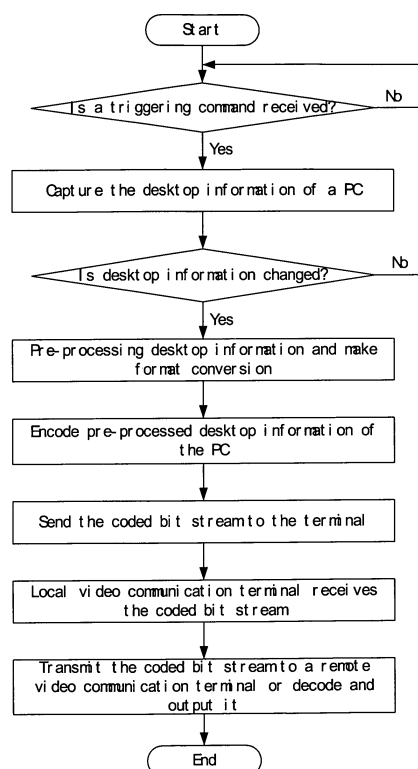 Start
Is a triggering command received?
No
Yes
Capture the desktop information of a PC
Is desktop information changed?
No
Yes
Pre-processing desktop information and make
format conversion
Encode pre-processed desktop information of
the PC
Send the coded bit stream to the terminal
Local video communication terminal receives
the coded bit stream
Transmit the coded bit stream to a remote
video communication terminal or decode and
output it
End